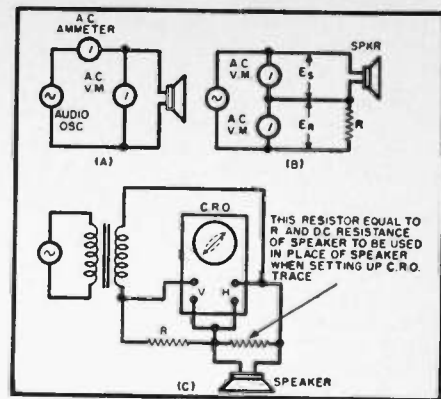 A.C.
AMMETER
A.C.
V.M.
AUDIO
OSC
(A)
SPKR
A.C
V.M.
ES
A.C
V.M.
ER
R
(B)
C.R.O.
V
H
THIS RESISTOR EQUAL TO
R AND DC RESISTANCE
OF SPEAKER TO BE USED
IN PLACE OF SPEAKER
WHEN SETTING UP C.R.O.
TRACE
R
SPEAKER
(C)